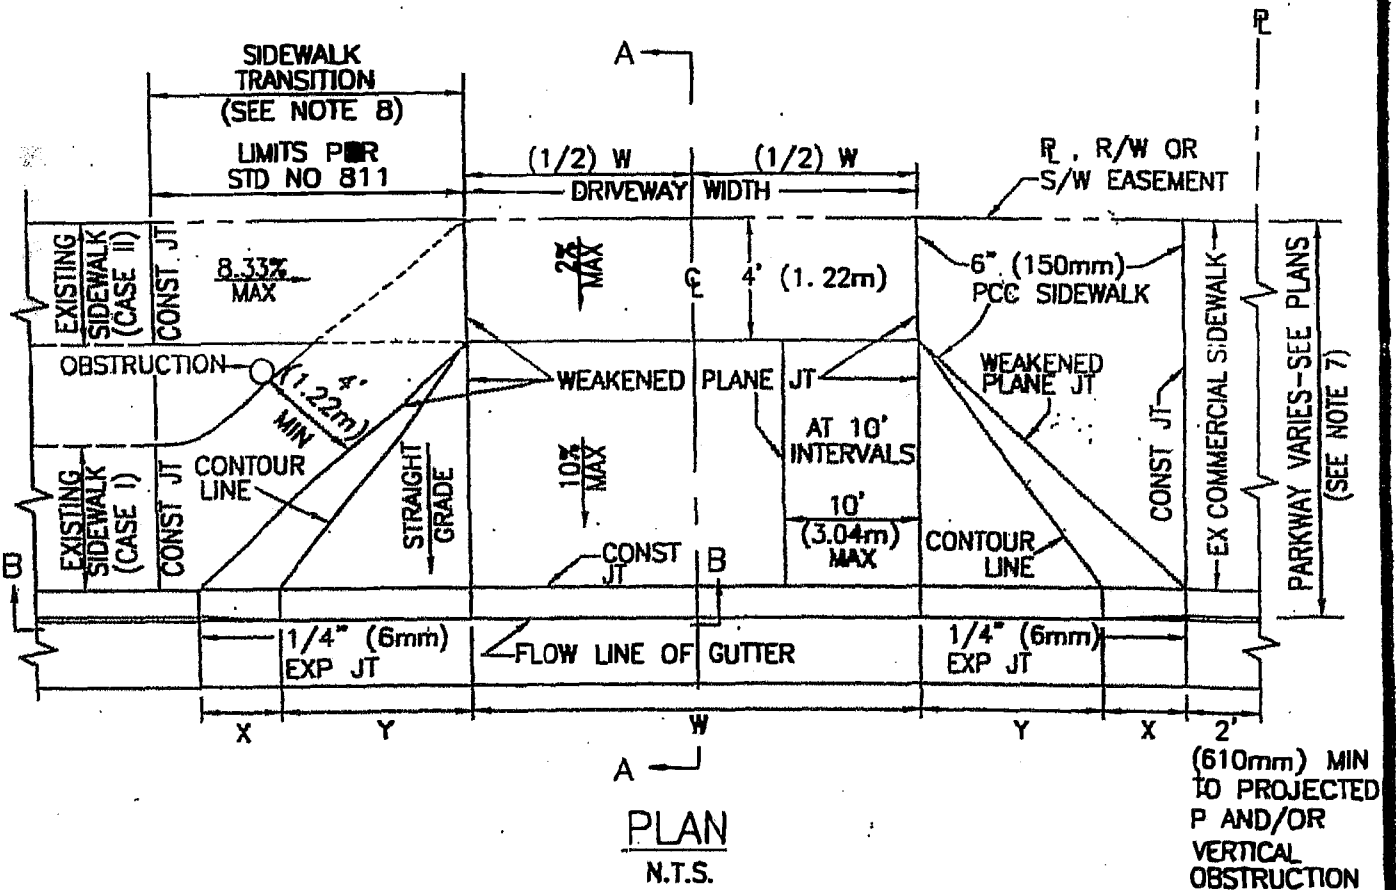 SIDEWALK
TRANSITION
(SEE NOTE 8)
LIMITS PER
STD NO 811
A
(1/2) W
(1/2) W
DRIVEWAY WIDTH
PL
PL, R/W OR
S/W EASEMENT
EXISTING
SIDEWALK
(CASE II)
CONST JT
8.33%
MAX
2%
MAX
CL
4' (1.22m)
6" (150mm)
PCC SIDEWALK
OBSTRUCTION
4'
(1.22m)
MIN
WEAKENED PLANE JT
WEAKENED
PLANE JT
EXISTING
SIDEWALK
(CASE I)
CONST JT
CONTOUR
LINE
STRAIGHT
GRADE
10%
MAX
AT 10'
INTERVALS
10'
(3.04m)
MAX
CONTOUR
LINE
CONST JT
EX COMMERCIAL SIDEWALK
PARKWAY VARIES-SEE PLANS
(SEE NOTE 7)
B
CONST
JT
B
1/4" (6mm)
EXP JT
FLOW LINE OF GUTTER
1/4" (6mm)
EXP JT
X
Y
W
Y
X
2'
(610mm) MIN
TO PROJECTED
P AND/OR
VERTICAL
OBSTRUCTION
A
PLAN
N.T.S.